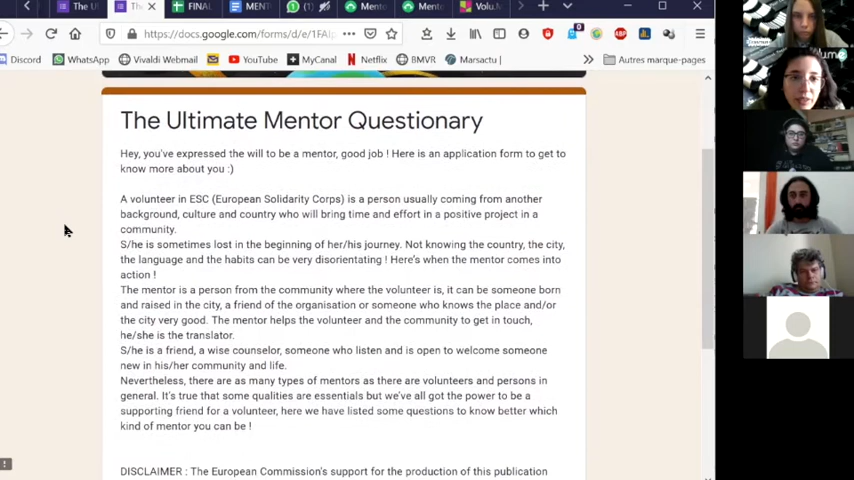 The Ul
The
FINAL
MENT
(1)
Mento
Mento
Volu.M
https://docs.google.com/forms/d/e/1FAIp
Discord
WhatsApp
Vivaldi Webmail
YouTube
MyCanal
Netflix
BMVR
Marsactu |
Autres marque-pages
The Ultimate Mentor Questionary
Hey, you've expressed the will to be a mentor, good job ! Here is an application form to get to
know more about you :)
A volunteer in ESC (European Solidarity Corps) is a person usually coming from another
background, culture and country who will bring time and effort in a positive project in a
community.
S/he is sometimes lost in the beginning of her/his journey. Not knowing the country, the city,
the language and the habits can be very disorientating ! Here's when the mentor comes into
action !
The mentor is a person from the community where the volunteer is, it can be someone born
and raised in the city, a friend of the organisation or someone who knows the place and/or
the city very good. The mentor helps the volunteer and the community to get in touch,
he/she is the translator.
S/he is a friend, a wise counselor, someone who listen and is open to welcome someone
new in his/her community and life.
Nevertheless, there are as many types of mentors as there are volunteers and persons in
general. It's true that some qualities are essentials but we've all got the power to be a
supporting friend for a volunteer, here we have listed some questions to know better which
kind of mentor you can be !
DISCLAIMER : The European Commission's support for the production of this publication